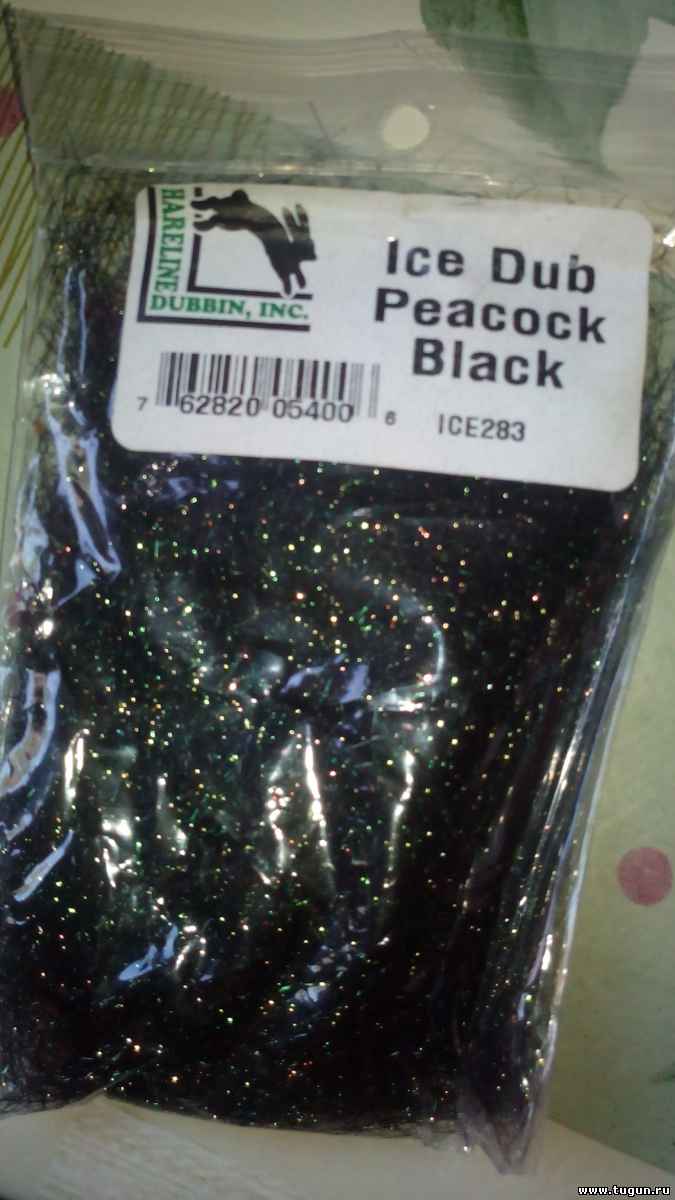 HARELINE
DUBBIN, INC.
Ice Dub
Peacock
Black
7 62820 05400 6
ICE283
www.tugun.ru